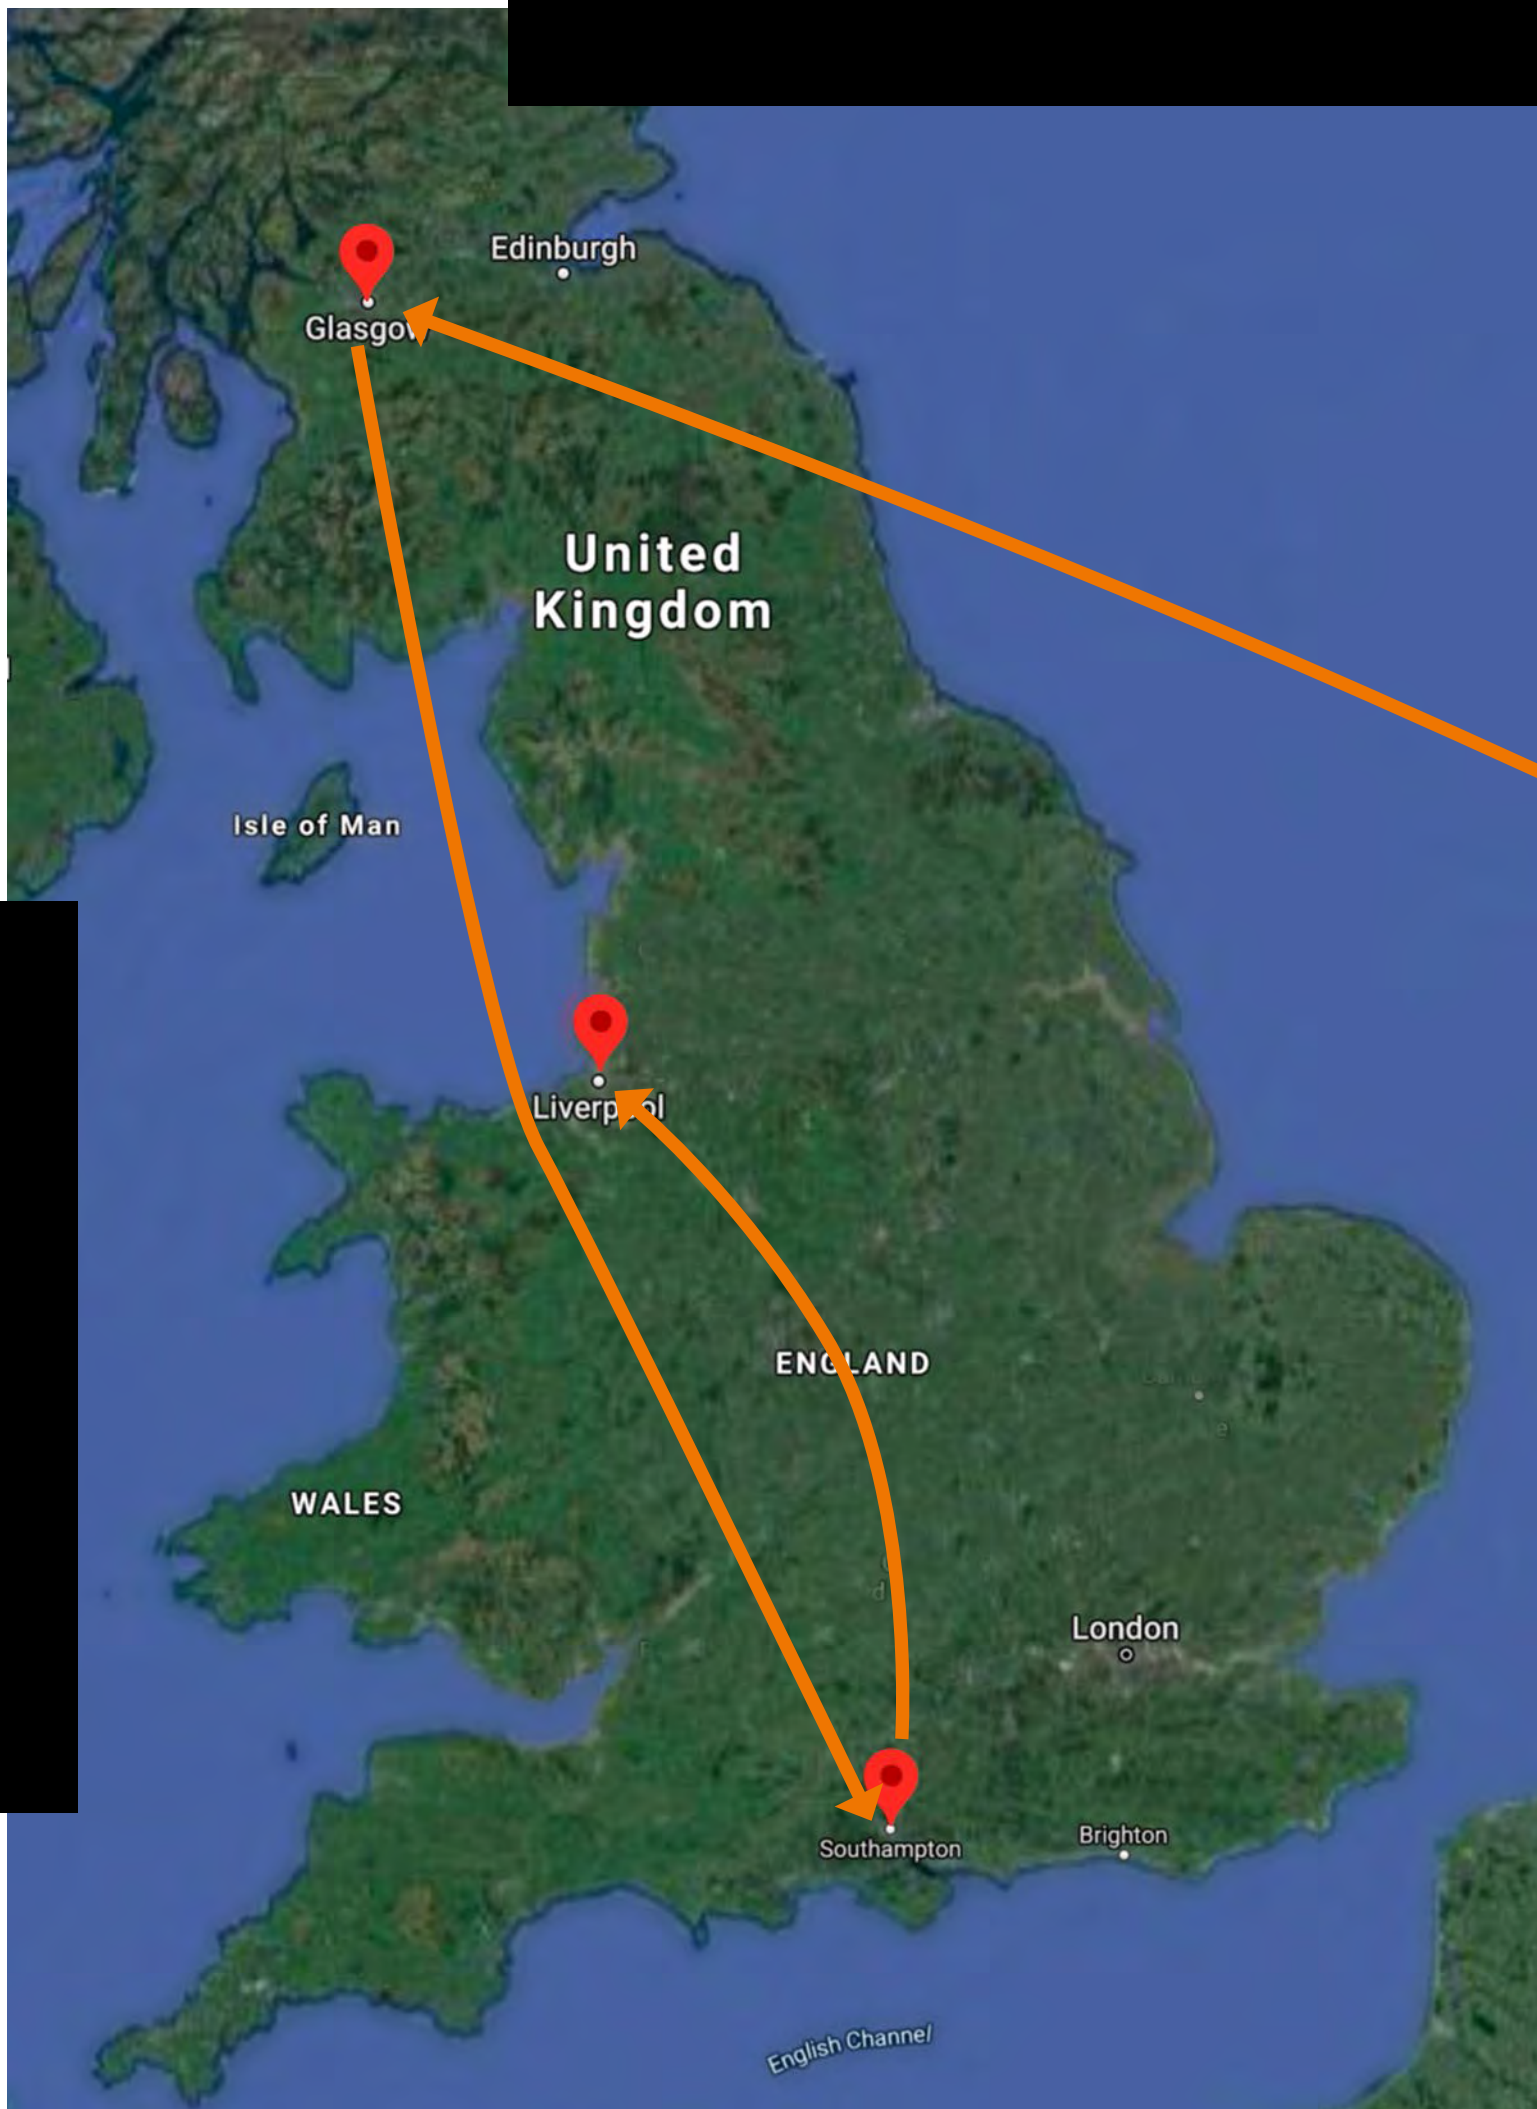 Edinburgh
Glasgow
United
Kingdom
Isle of Man
Liverpool
ENGLAND
WALES
London
Southampton
Brighton
English Channel